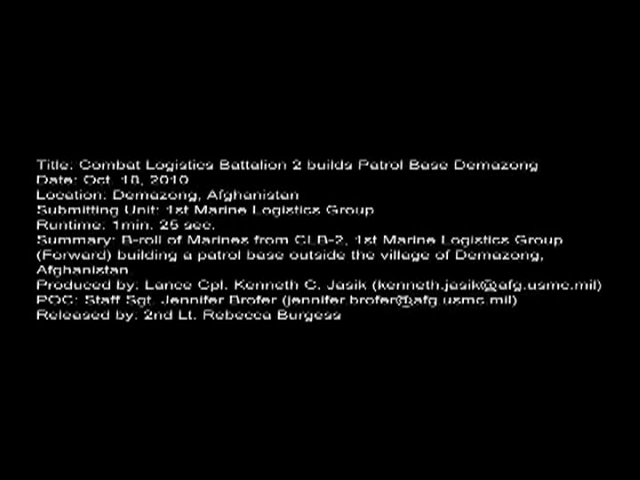 Title: Combat Logistics Battalion 2 builds Patrol Base Demazong
Date: Oct. 18, 2010
Location: Demazong, Afghanistan
Submitting Unit: 1st Marine Logistics Group
Runtime: 1min. 25 sec.
Summary: B-roll of Marines from CLB-2, 1st Marine Logistics Group
(Forward) building a patrol base outside the village of Demazong,
Afghanistan
Produced by: Lance Cpl. Kenneth C. Jasik (kenneth.jasik@afg.usmc.mil)
POC: Staff Sgt. Jennifer Brofer (jennifer.brofer@afg.usmc.mil)
Released by: 2nd Lt. Rebecca Burgess